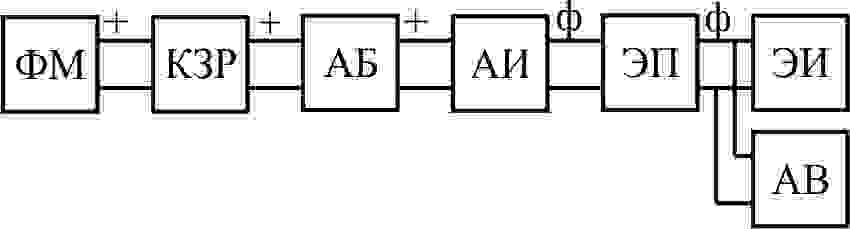 + + + ф ф
ФМ КЗР АБ АИ ЭП ЭИ
АВ